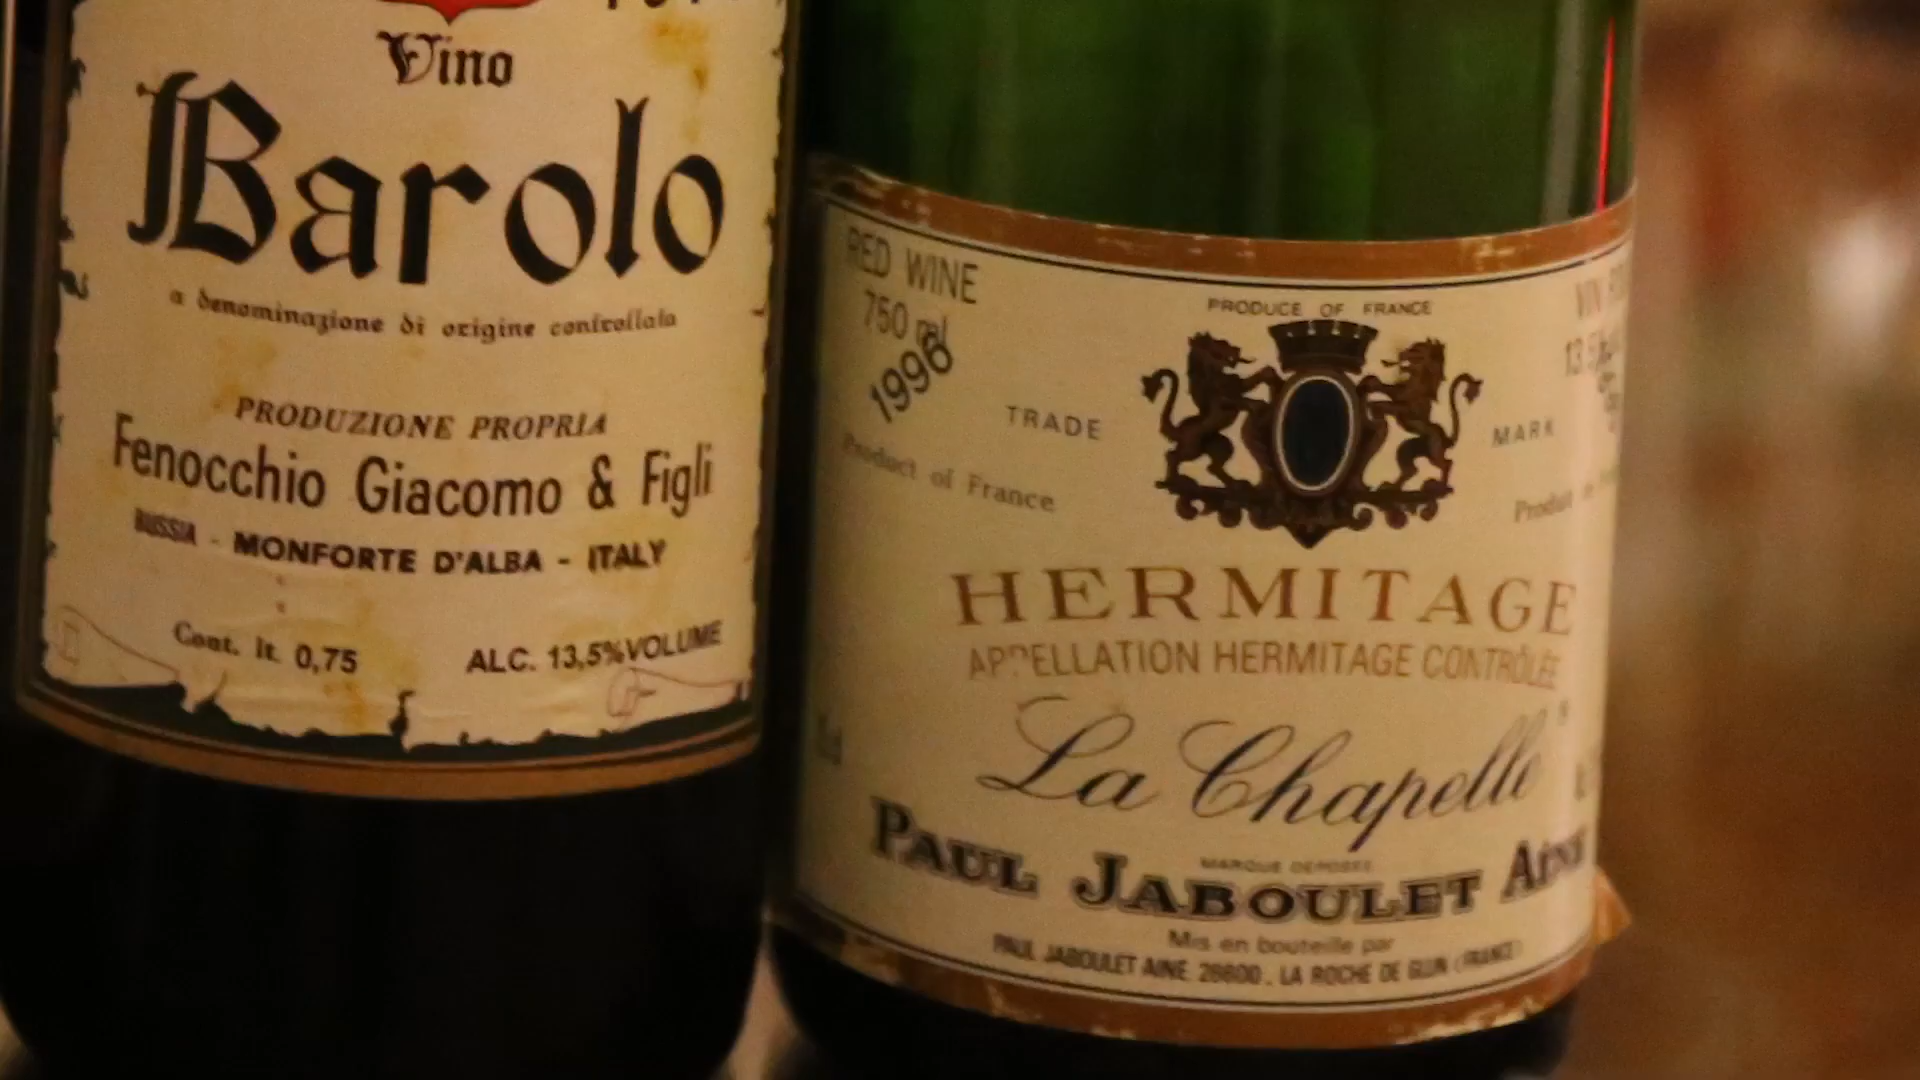 Vino
Barolo
a denominazione di origine controllata
PRODUZIONE PROPRIA
Fenocchio Giacomo & Figli
BUSSIA - MONFORTE D'ALBA - ITALY
Cont. lt. 0,75 ALC. 13,5%VOLUME
RED WINE
750 ml
1996
PRODUCE OF FRANCE
VIN
TRADE MARK
Product of France
HERMITAGE
APPELLATION HERMITAGE CONTRÔLÉE
La Chapelle
MARQUE DEPOSEE
PAUL JABOULET AINE
Mis en bouteille par
PAUL JABOULET AINE. 26600. LA ROCHE DE GLUN (FRANCE)